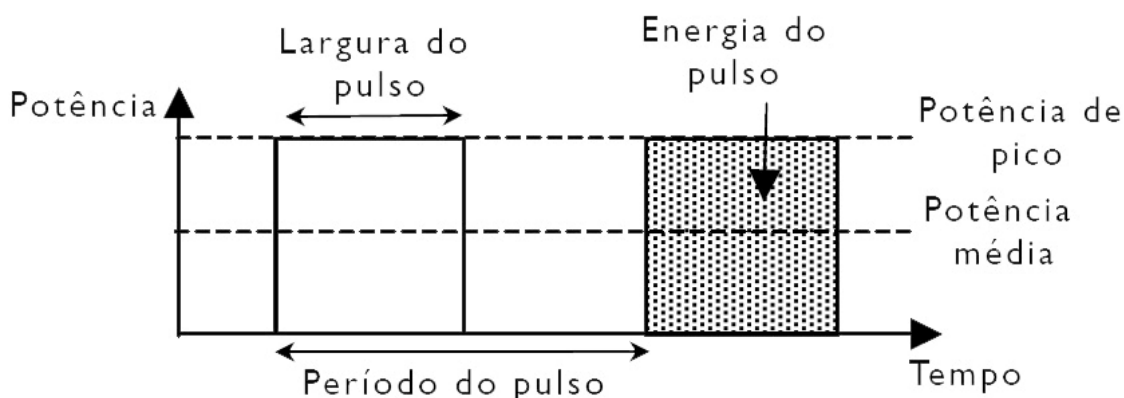 Largura do
pulso
Energia do
pulso
Potência
Potência de
pico
Potência
média
Período do pulso
Tempo